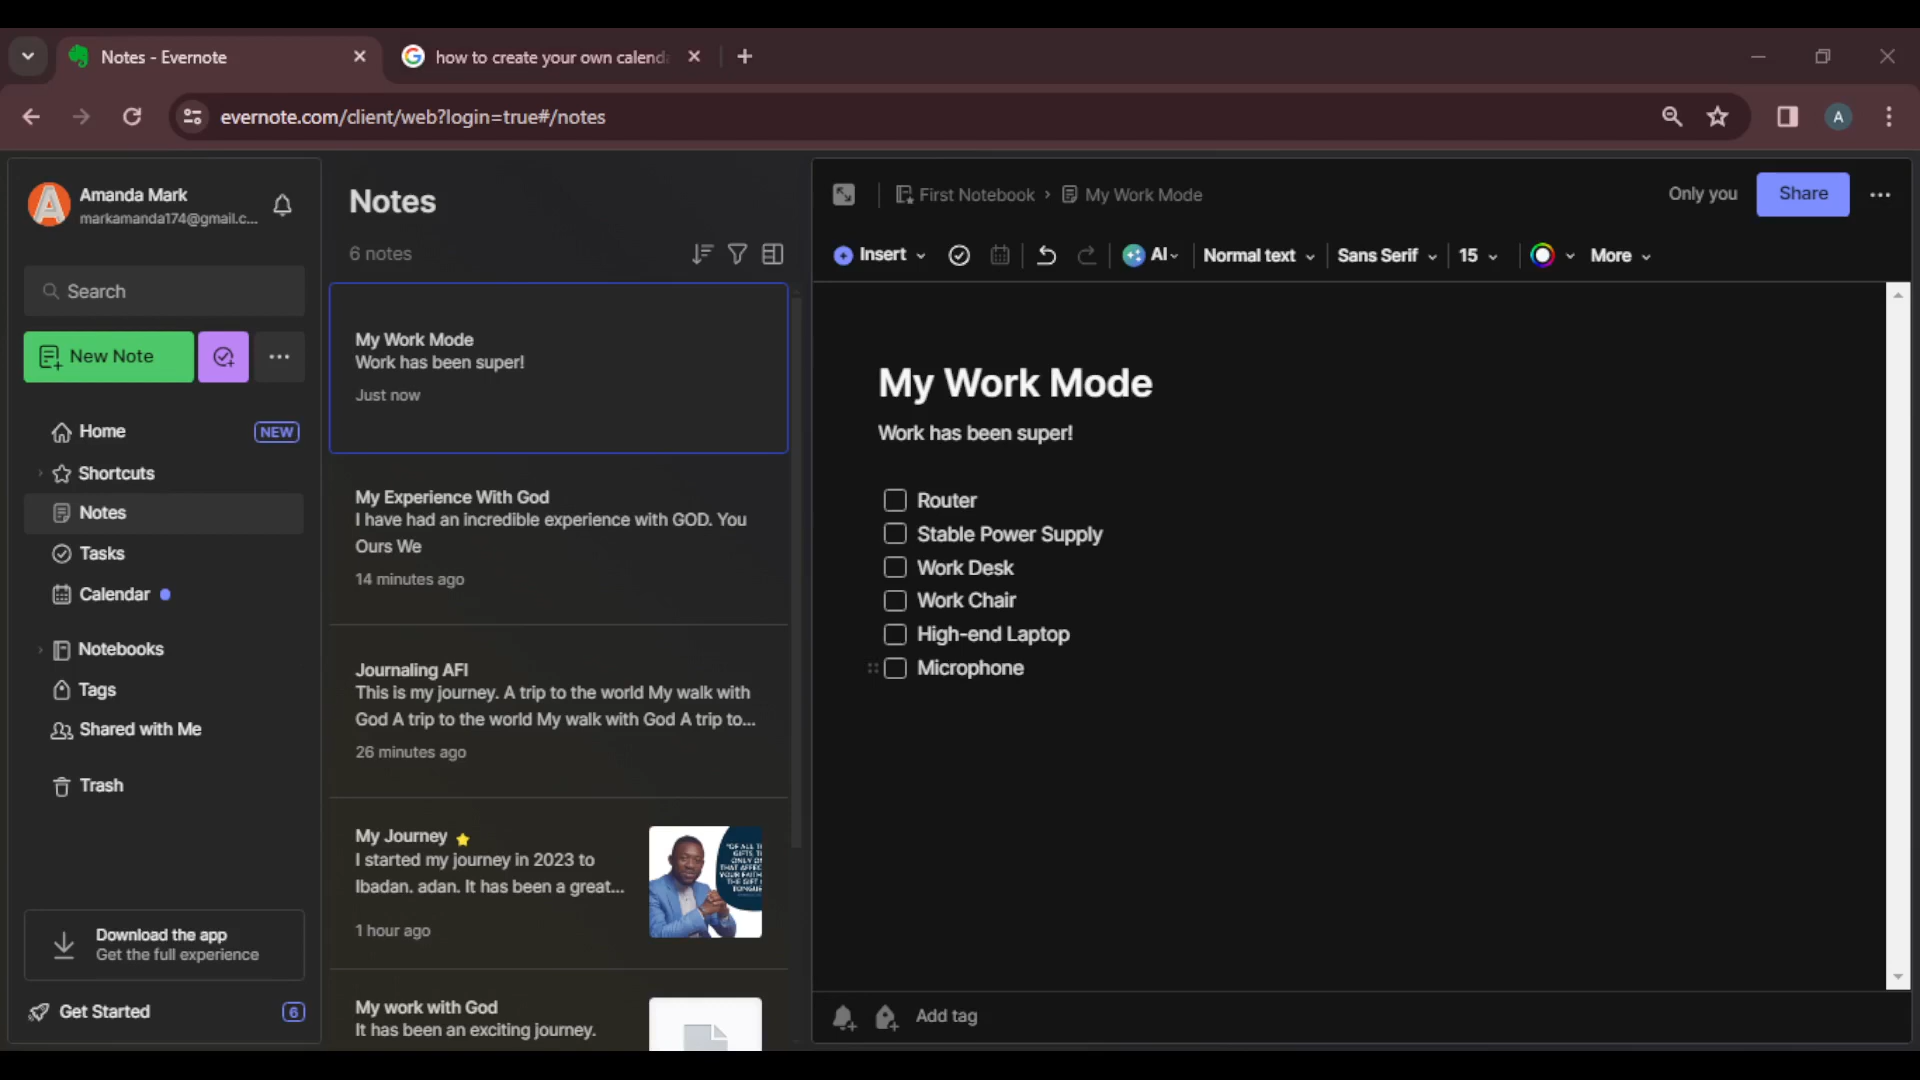 Notes - Evernote
how to create your own calend
evernote.com/client/web?login=true#/notes
A
A
Amanda Mark
markamanda174@gmail.c...
Search
New Note
Home
NEW
Shortcuts
Notes
Tasks
Calendar
Notebooks
Tags
Shared with Me
Trash
Download the app
Get the full experience
Get Started
6
Notes
6 notes
My Work Mode
Work has been super!
Just now
My Experience With God
I have had an incredible experience with GOD. You
Ours We
14 minutes ago
Journaling AFI
This is my journey. A trip to the world My walk with
God A trip to the world My walk with God A trip to...
26 minutes ago
My Journey
I started my journey in 2023 to
Ibadan. adan. It has been a great...
1 hour ago
My work with God
It has been an exciting journey.
First Notebook
My Work Mode
Only you
Share
Insert
AI
Normal text
Sans Serif
15
More
My Work Mode
Work has been super!
Router
Stable Power Supply
Work Desk
Work Chair
High-end Laptop
Microphone
Add tag